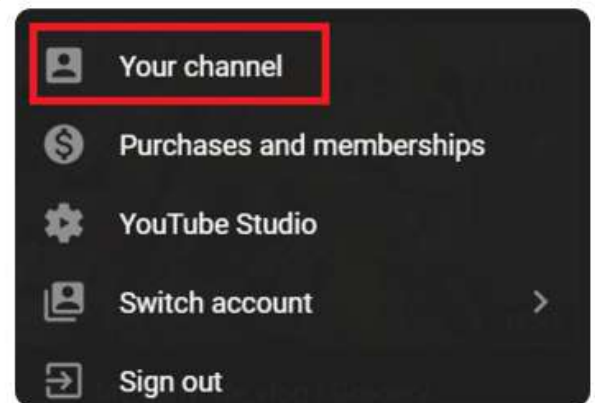 Your channel
Purchases and memberships
YouTube Studio
Switch account
Sign out